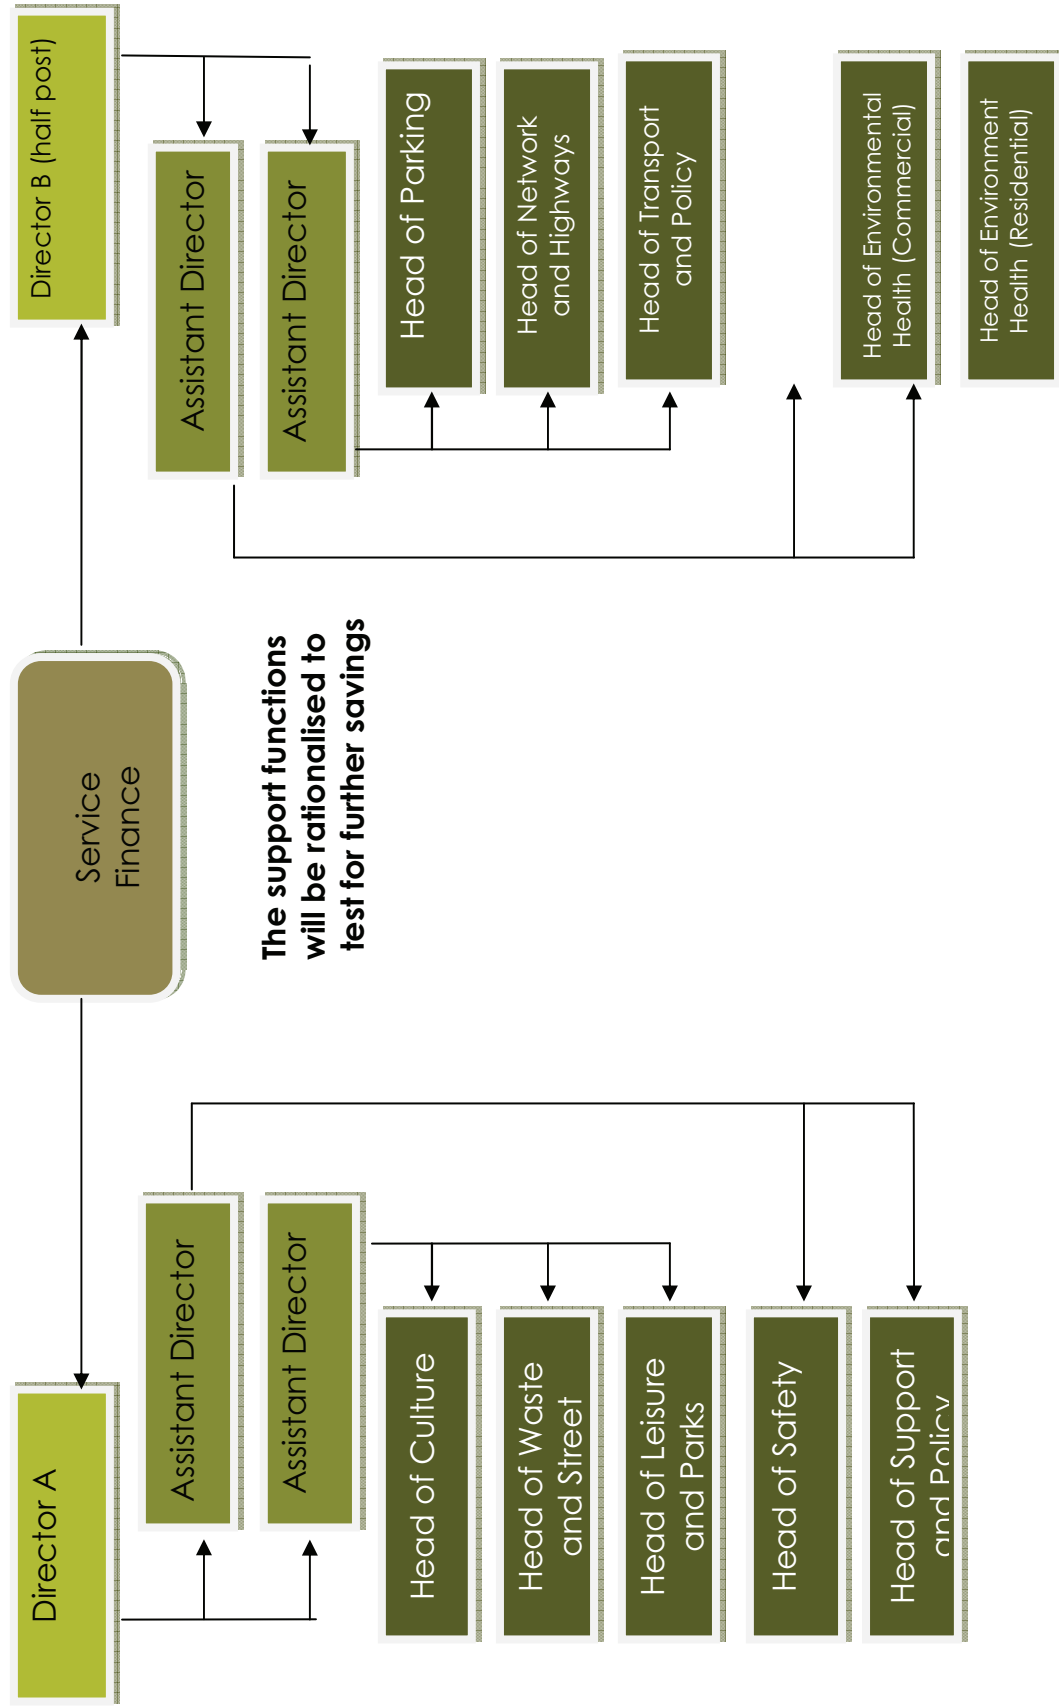 Director A
Service
Finance
Director B (half post)
Assistant Director
Assistant Director
Assistant Director
Assistant Director
The support functions
will be rationalised to
test for further savings
Head of Culture
Head of Waste
and Street
Head of Leisure
and Parks
Head of Safety
Head of Support
and Policy
Head of Parking
Head of Network
and Highways
Head of Transport
and Policy
Head of Environmental
Health (Commercial)
Head of Environment
Health (Residential)